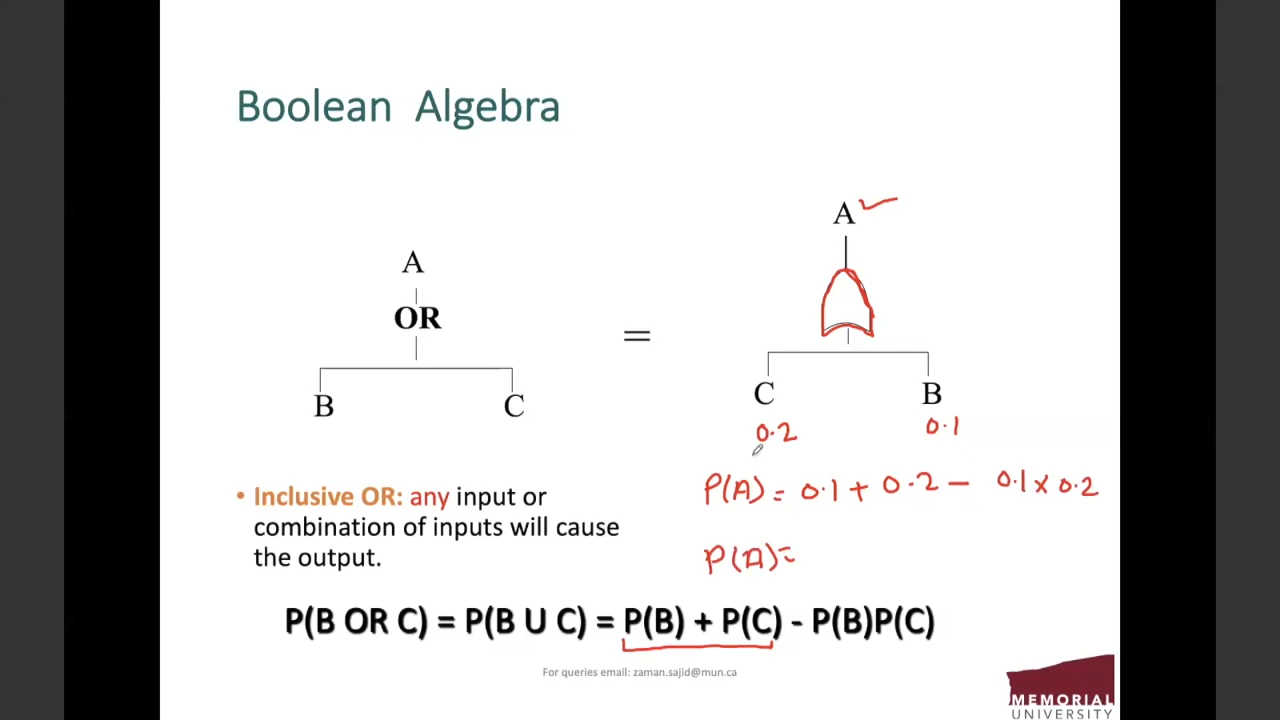 Boolean Algebra
A
OR
B C
=
A
C B
0.2 0.1
P(A) = 0.1 + 0.2 - 0.1 x 0.2
P(A) =
• Inclusive OR: any input or
combination of inputs will cause
the output.
P(B OR C) = P(B U C) = P(B) + P(C) - P(B)P(C)
For queries email: zaman.sajid@mun.ca
MEMORIAL
UNIVERSITY